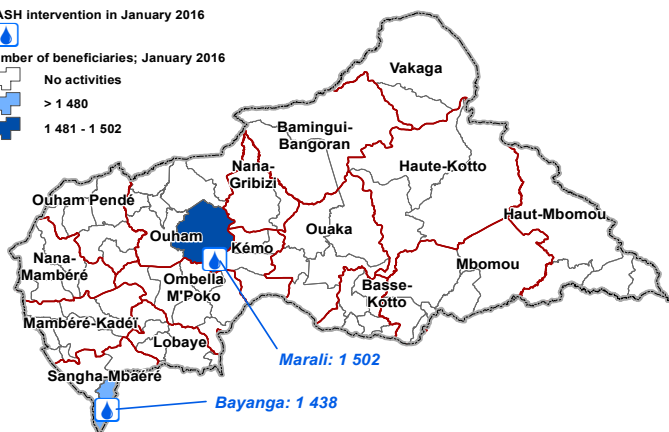 ASH intervention in January 2016
mber of beneficiaries; January 2016
No activities
> 1 480
1 481 - 1 502
Vakaga
Bamingui-
Bangoran
Nana-
Gribizi
Haute-Kotto
Ouham Pendé
Haut-Mbomou
Ouham
Ouaka
Kémo
Nana-
Mambéré
Mbomou
Ombella
M'Poko
Basse-
Kotto
Mambéré-Kadéï
Lobaye
Marali: 1 502
Sangha-Mbaéré
Bayanga: 1 438